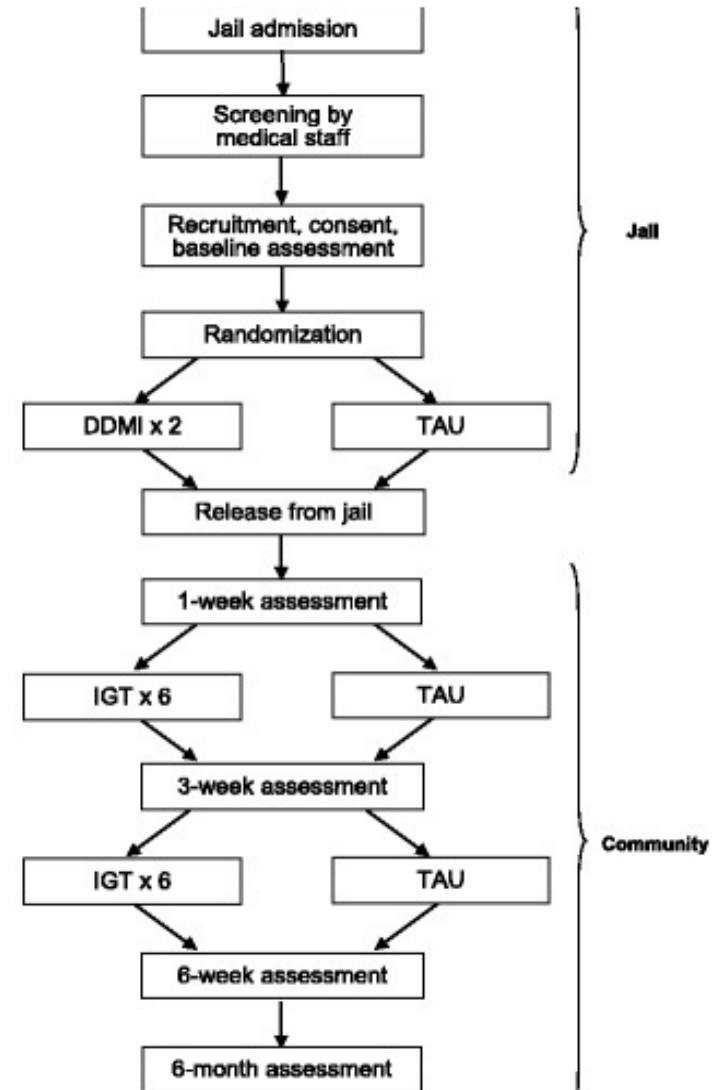 Jail admission
Screening by
medical staff
Recruitment, consent,
baseline assessment
Jail
Randomization
DDMI x 2
TAU
Release from jail
1-week assessment
IGT x 6
TAU
3-week assessment
Community
IGT x 6
TAU
6-week assessment
6-month assessment